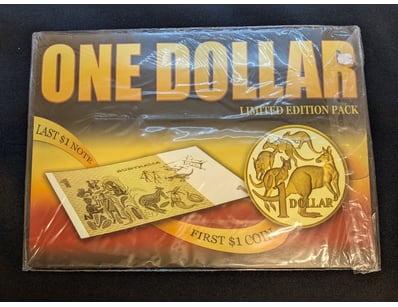 ONE DOLLAR
LIMITED EDITION PACK
LAST $1 NOTE
AUSTRALIA
1
DOLLAR
FIRST $1 COIN